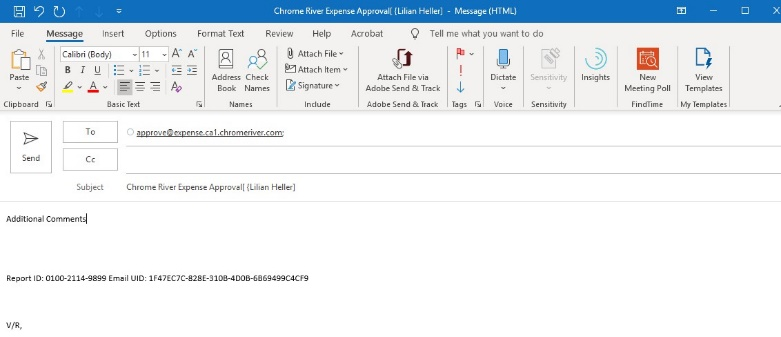 Chrome River Expense Approval[ {Lilian Heller] - Message (HTML)
File Message Insert Options Format Text Review Help Acrobat Tell me what you want to do
Paste
Clipboard
Calibri (Body) 11 A A
B I U
A A
Basic Text
Address Book
Check Names
Names
Attach File
Attach Item
Signature
Include
Attach File via Adobe Send & Track
Adobe Send & Track
Tags
Dictate
Voice
Sensitivity
Sensitivity
Insights
New Meeting Poll
FindTime
View Templates
My Templates
Send
To approve@expense.ca1.chromeriver.com;
Cc
Subject Chrome River Expense Approval[ {Lilian Heller]
Additional Comments
Report ID: 0100-2114-9899 Email UID: 1F47EC7C-828E-310B-4D0B-6B69499C4CF9
V/R,